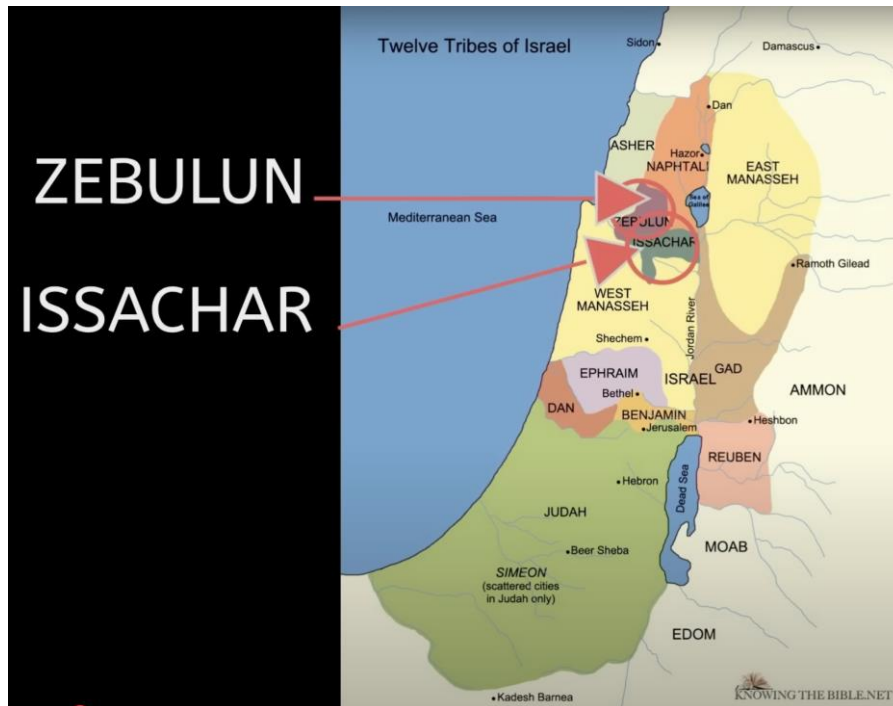 ZEBULUN
ISSACHAR
Twelve Tribes of Israel
Sidon
Damascus
Dan
ASHER
Hazor
NAPHTALI
EAST
MANASSEH
Sea of
Galilee
Mediterranean Sea
ZEBULUN
ISSACHAR
Ramoth Gilead
WEST
MANASSEH
Jordan River
Shechem
EPHRAIM
ISRAEL
GAD
Bethel
AMMON
DAN
BENJAMIN
Jerusalem
Heshbon
REUBEN
Hebron
Dead Sea
JUDAH
Beer Sheba
MOAB
SIMEON
(scattered cities
in Judah only)
EDOM
Kadesh Barnea
KNOWING THE BIBLE.NET